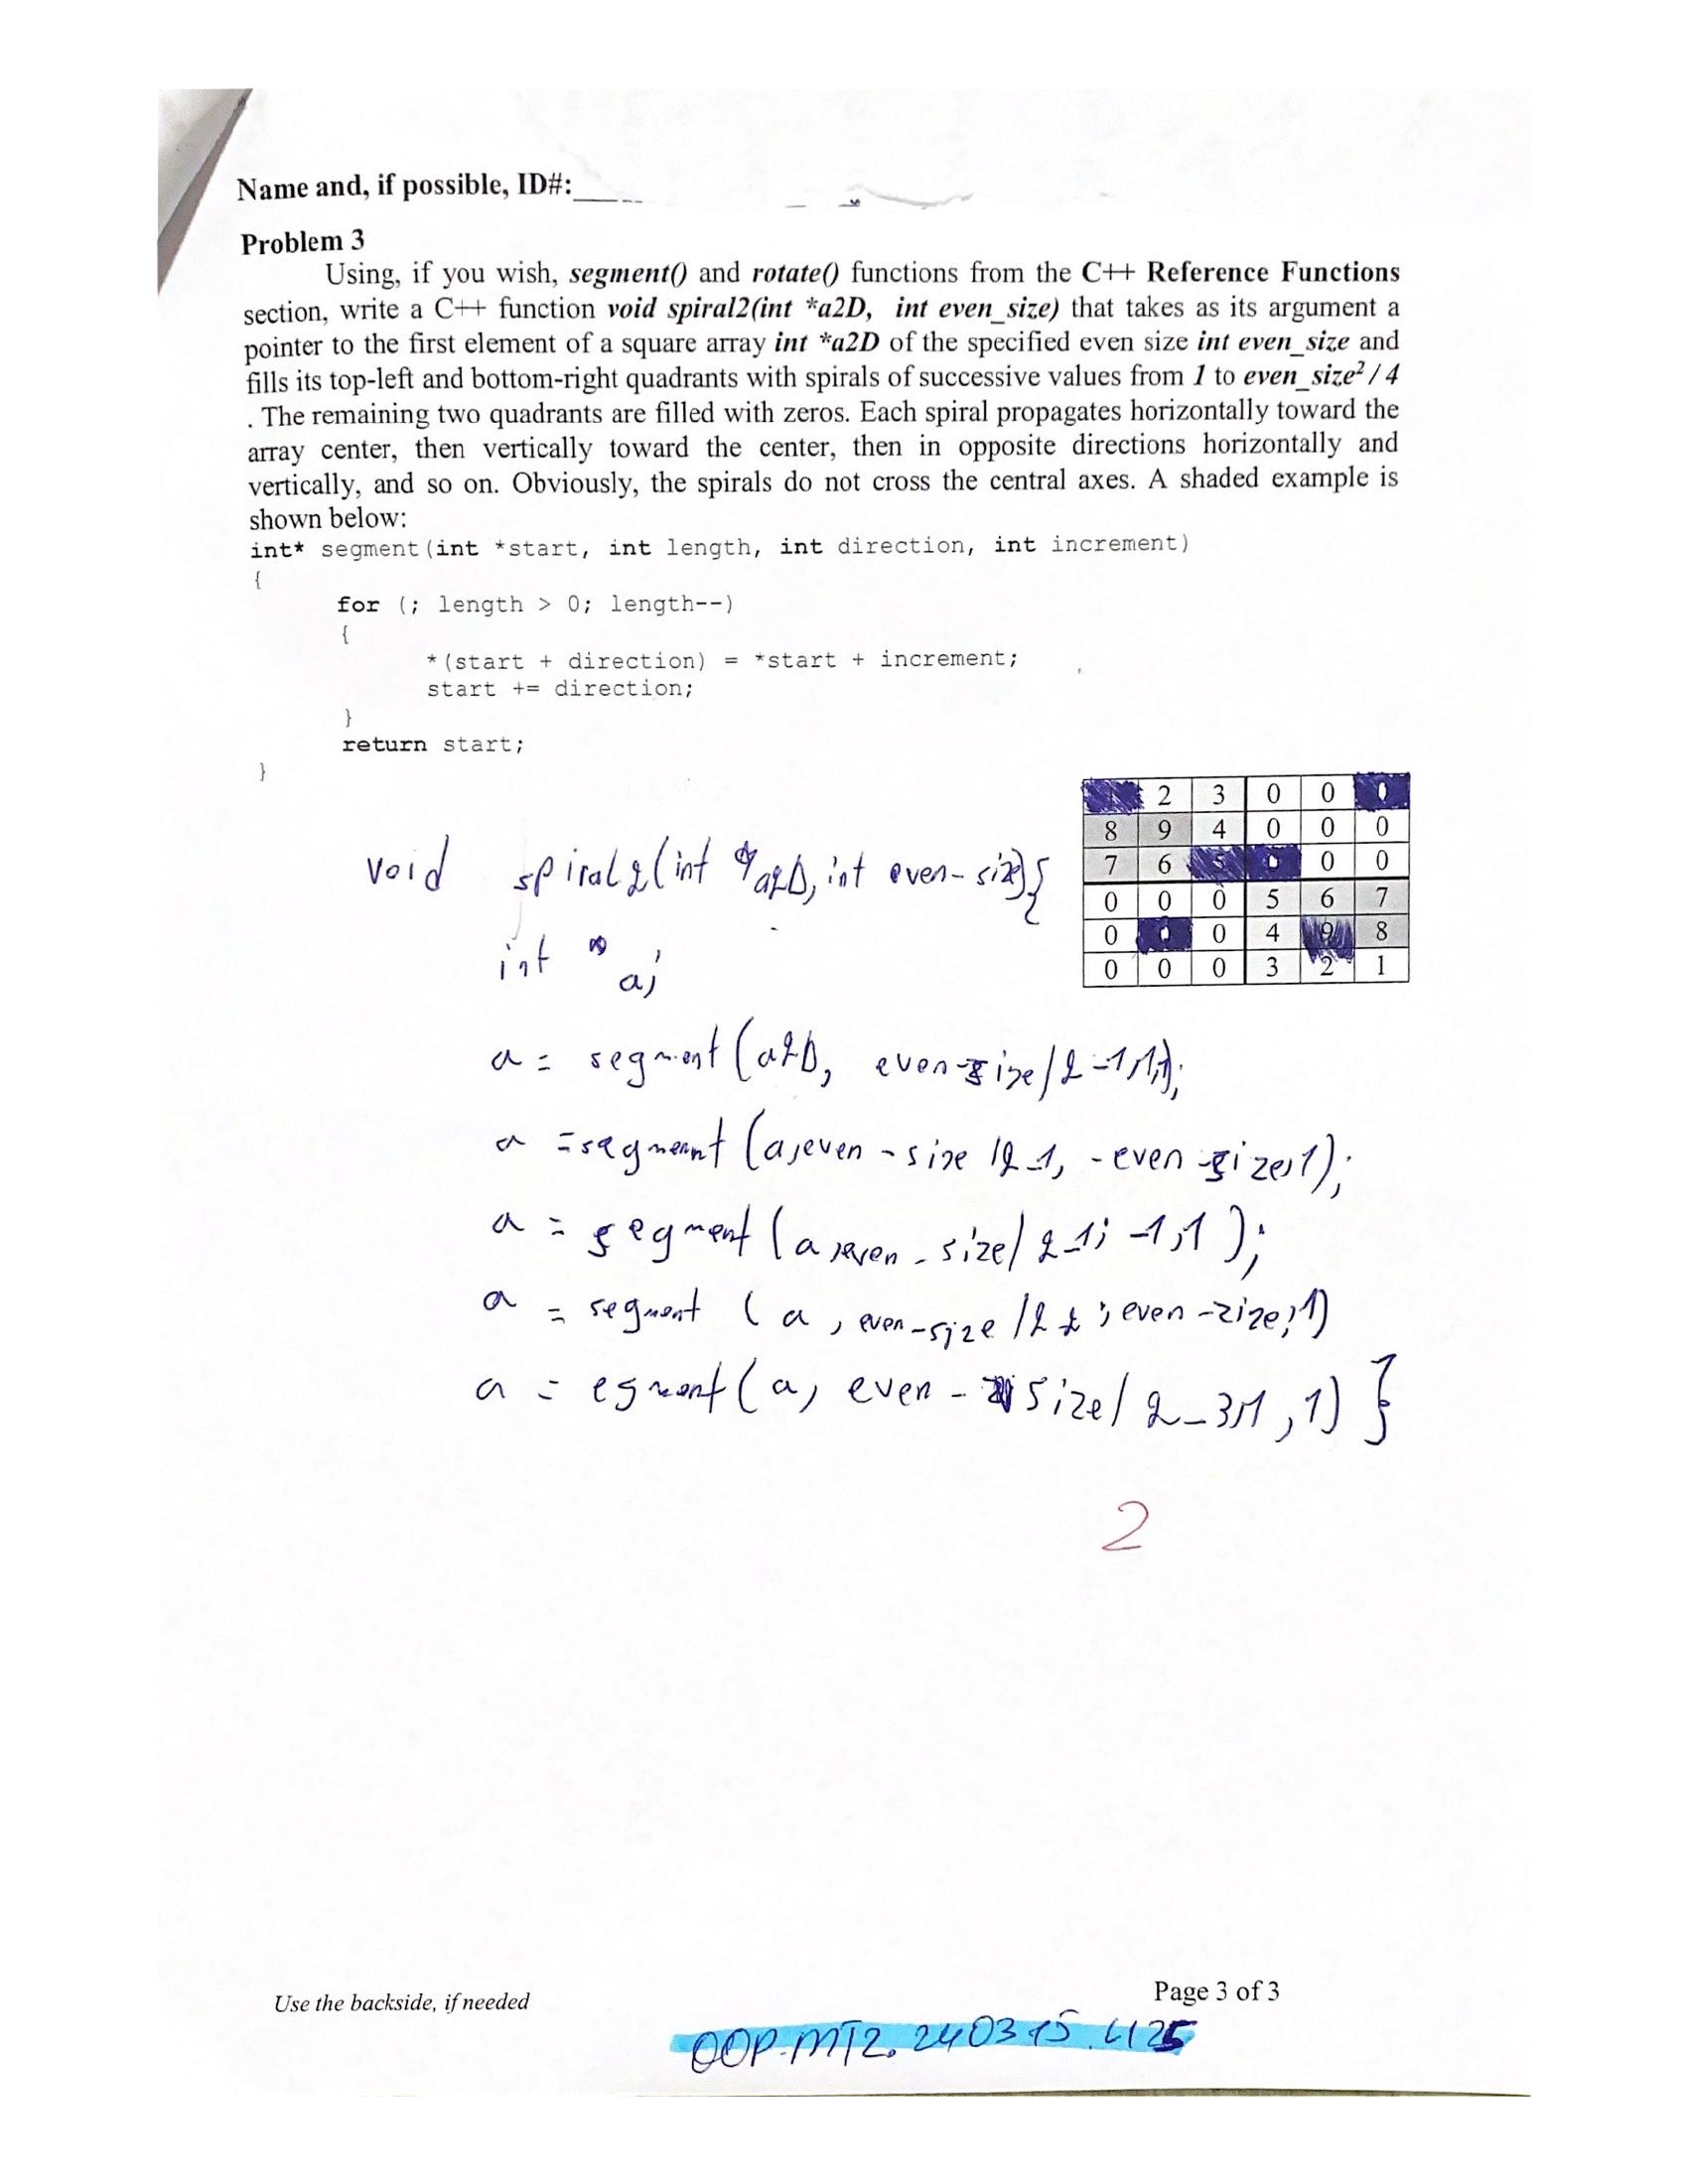 Name and, if possible, ID#:
Problem 3
Using, if you wish, segment() and rotate() functions from the C++ Reference Functions
section, write a C++ function void spiral2(int *a2D, int even_size) that takes as its argument a
pointer to the first element of a square array int *a2D of the specified even size int even_size and
fills its top-left and bottom-right quadrants with spirals of successive values from 1 to even_size² / 4
. The remaining two quadrants are filled with zeros. Each spiral propagates horizontally toward the
array center, then vertically toward the center, then in opposite directions horizontally and
vertically, and so on. Obviously, the spirals do not cross the central axes. A shaded example is
shown below:
int* segment(int *start, int length, int direction, int increment)
{
for (; length > 0; length--)
{
*(start + direction) = *start + increment;
start += direction;
}
return start;
}
1 2 3 0 0 0
8 9 4 0 0 0
7 6 5 0 0 0
0 0 0 5 6 7
0 0 0 4 9 8
0 0 0 3 2 1
void spiral2(int *a2D, int even-size){
int * a;
a = segment(a2D, even-size/2-1,1,1);
a =segmennt (a,even-size /2-1, -even-size,1);
a = segment (a,even-size/2-1; -1,1);
a = segment (a, even-size /2 ; even-zize;1)
a = egment(a, even-size/2-3,1,1) }
2
Use the backside, if needed
Page 3 of 3
OOP.MT2.240315.4125